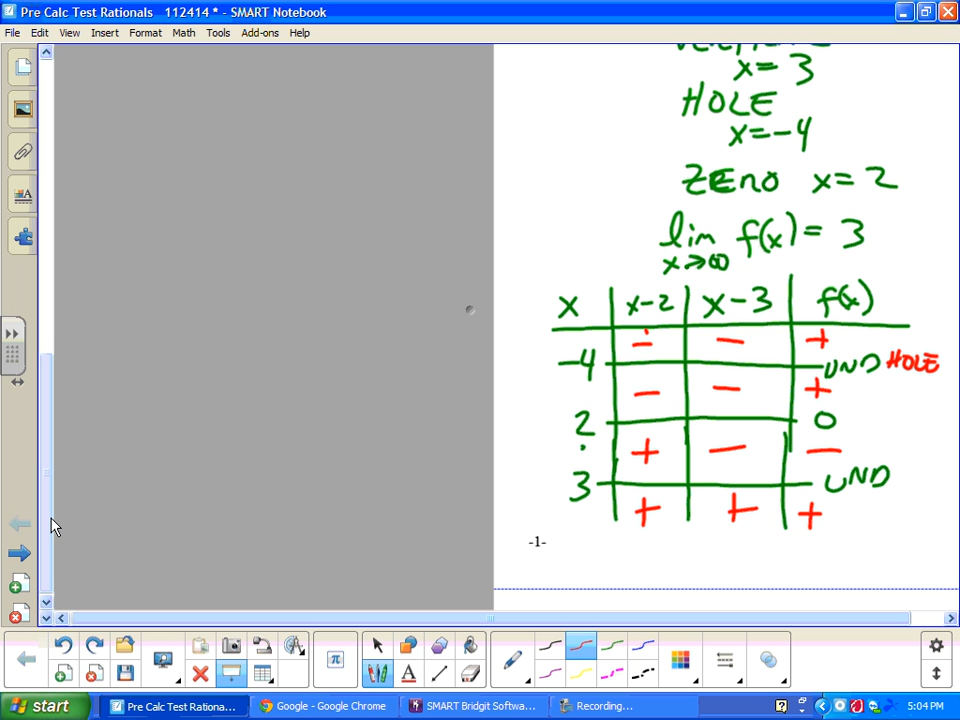 Pre Calc Test Rationals 112414 * - SMART Notebook
File Edit View Insert Format Math Tools Add-ons Help
x = 3
HOLE
x = -4
ZERO x = 2
lim f(x) = 3
x→∞
x x-2 x-3 f(x)
- - +
-4 UND HOLE
- - +
2 0
+ - -
3 UND
+ + +
-1-
start Pre Calc Test Rationa... Google - Google Chrome SMART Bridgit Softwa... Recording... 5:04 PM